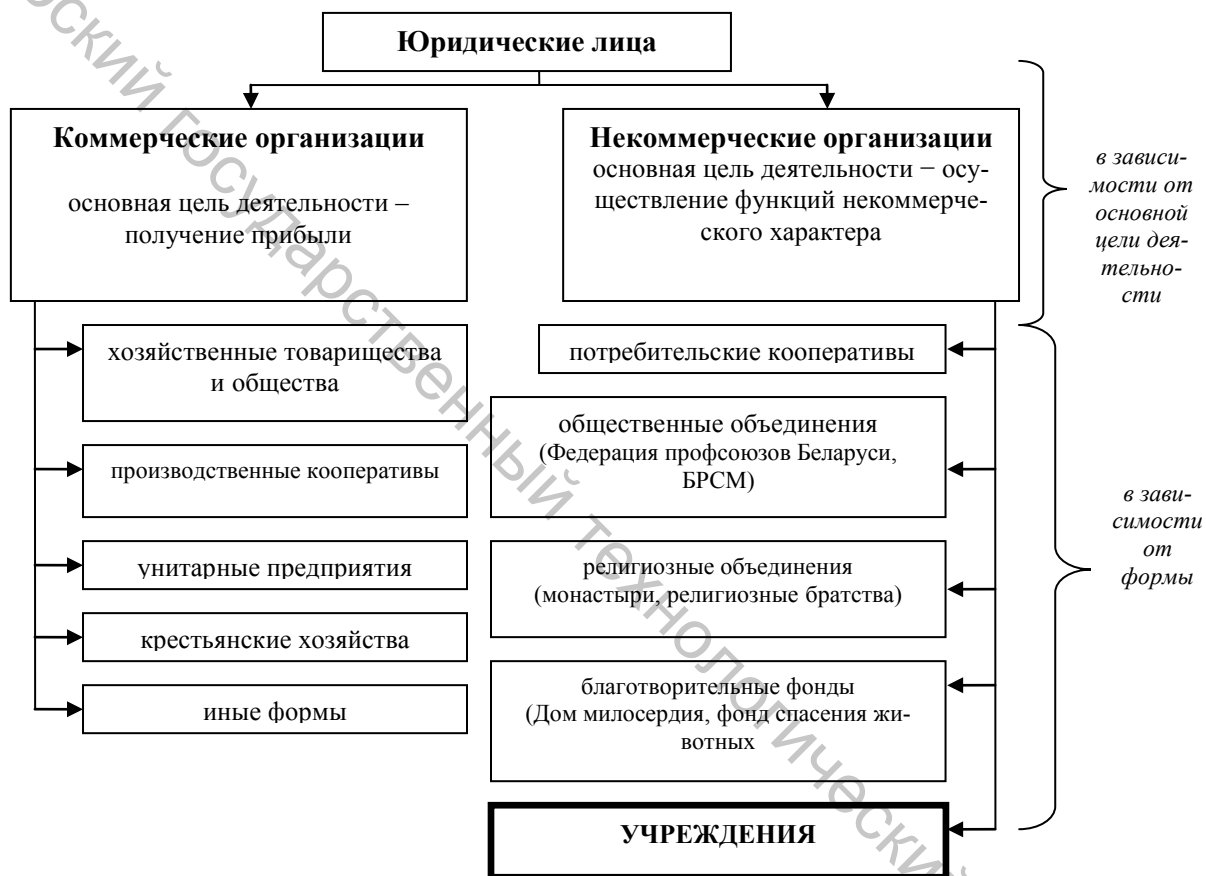 Юридические лица
Коммерческие организации
основная цель деятельности –
получение прибыли
Некоммерческие организации
основная цель деятельности – осу-
ществление функций некоммерче-
ского характера
в зависи-
мости от
основной
цели дея-
тельно-
сти
хозяйственные товарищества
и общества
производственные кооперативы
унитарные предприятия
крестьянские хозяйства
иные формы
потребительские кооперативы
общественные объединения
(Федерация профсоюзов Беларуси,
БРСМ)
религиозные объединения
(монастыри, религиозные братства)
благотворительные фонды
(Дом милосердия, фонд спасения жи-
вотных
УЧРЕЖДЕНИЯ
в зави-
симости
от
формы
государственный технологический